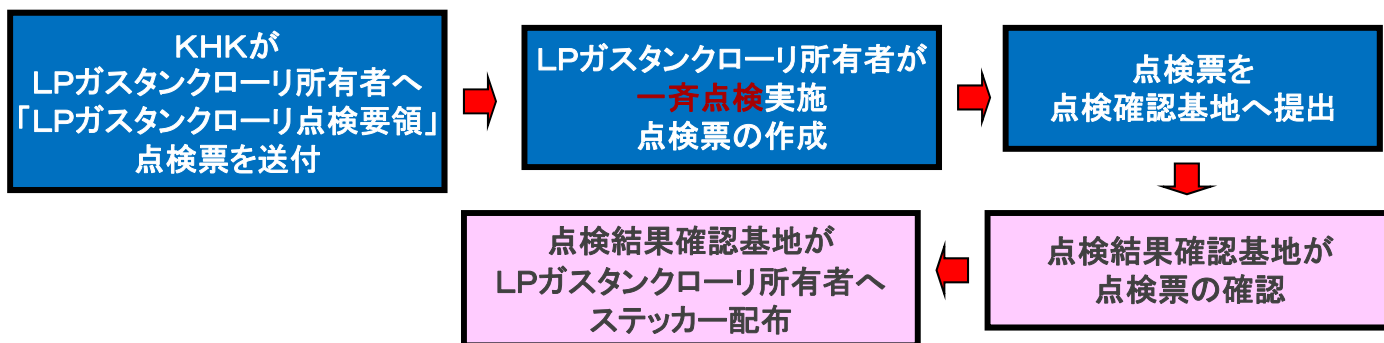 KHKが
LPガスタンクローリ所有者へ
「LPガスタンクローリ点検要領」
点検票を送付
LPガスタンクローリ所有者が
一斉点検実施
点検票の作成
点検票を
点検確認基地へ提出
点検結果確認基地が
点検票の確認
点検結果確認基地が
LPガスタンクローリ所有者へ
ステッカー配布